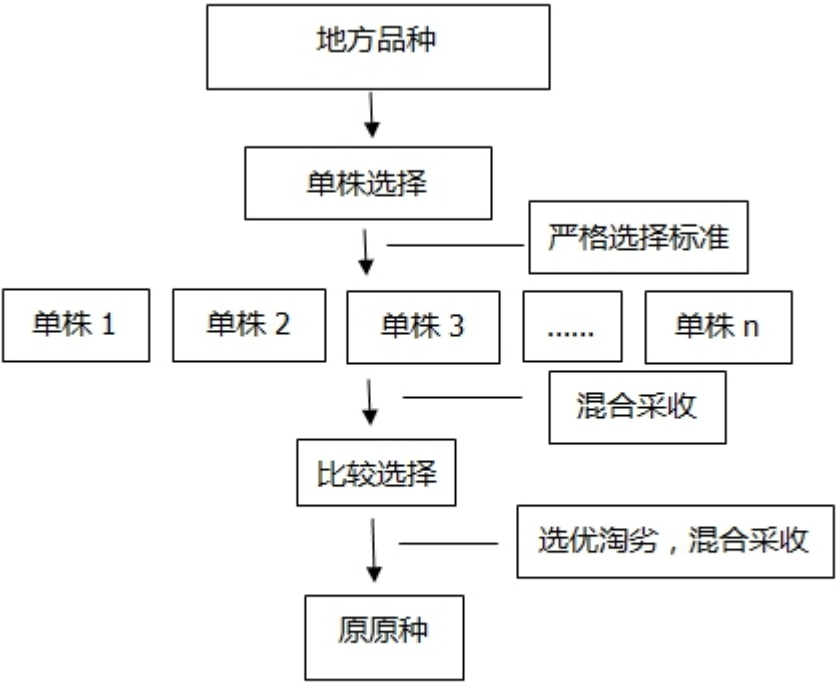 地方品种
单株选择
严格选择标准
单株 1
单株 2
单株 3
......
单株 n
混合采收
比较选择
选优淘劣，混合采收
原原种